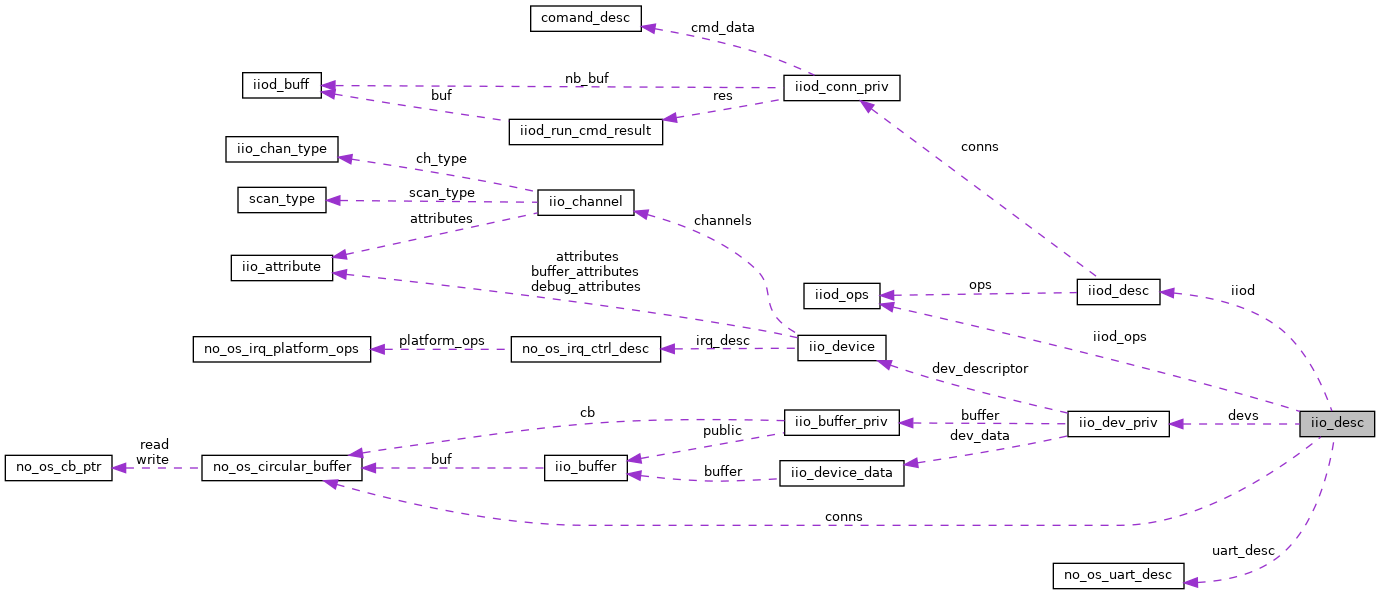 comand_desc
cmd_data
iiod_buff
nb_buf
iiod_conn_priv
buf
res
iiod_run_cmd_result
iio_chan_type
ch_type
conns
scan_type
scan_type
iio_channel
attributes
channels
iio_attribute
attributes
buffer_attributes
debug_attributes
iiod_ops
ops
iiod_desc
iiod
iiod_ops
no_os_irq_platform_ops
platform_ops
no_os_irq_ctrl_desc
irq_desc
iio_device
dev_descriptor
cb
iio_buffer_priv
buffer
iio_dev_priv
devs
iio_desc
public
dev_data
no_os_cb_ptr
read
write
no_os_circular_buffer
buf
iio_buffer
buffer
iio_device_data
conns
uart_desc
no_os_uart_desc